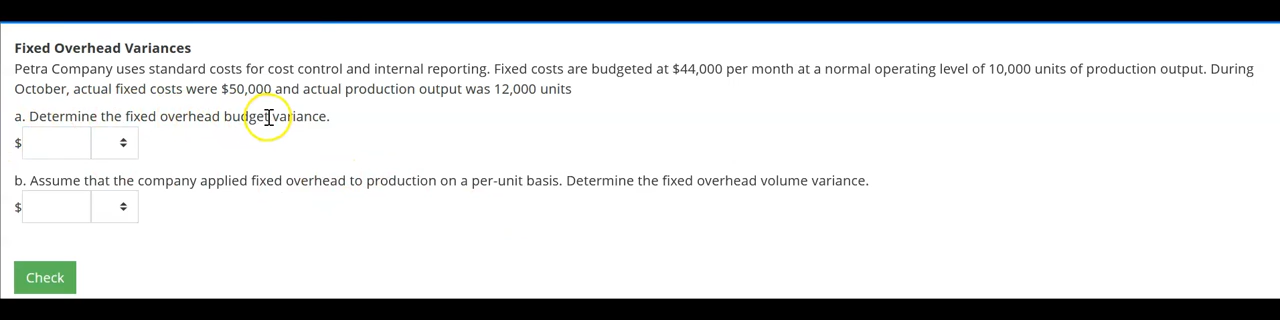 Fixed Overhead Variances
Petra Company uses standard costs for cost control and internal reporting. Fixed costs are budgeted at $44,000 per month at a normal operating level of 10,000 units of production output. During
October, actual fixed costs were $50,000 and actual production output was 12,000 units
a. Determine the fixed overhead budget variance.
$
b. Assume that the company applied fixed overhead to production on a per-unit basis. Determine the fixed overhead volume variance.
$
Check